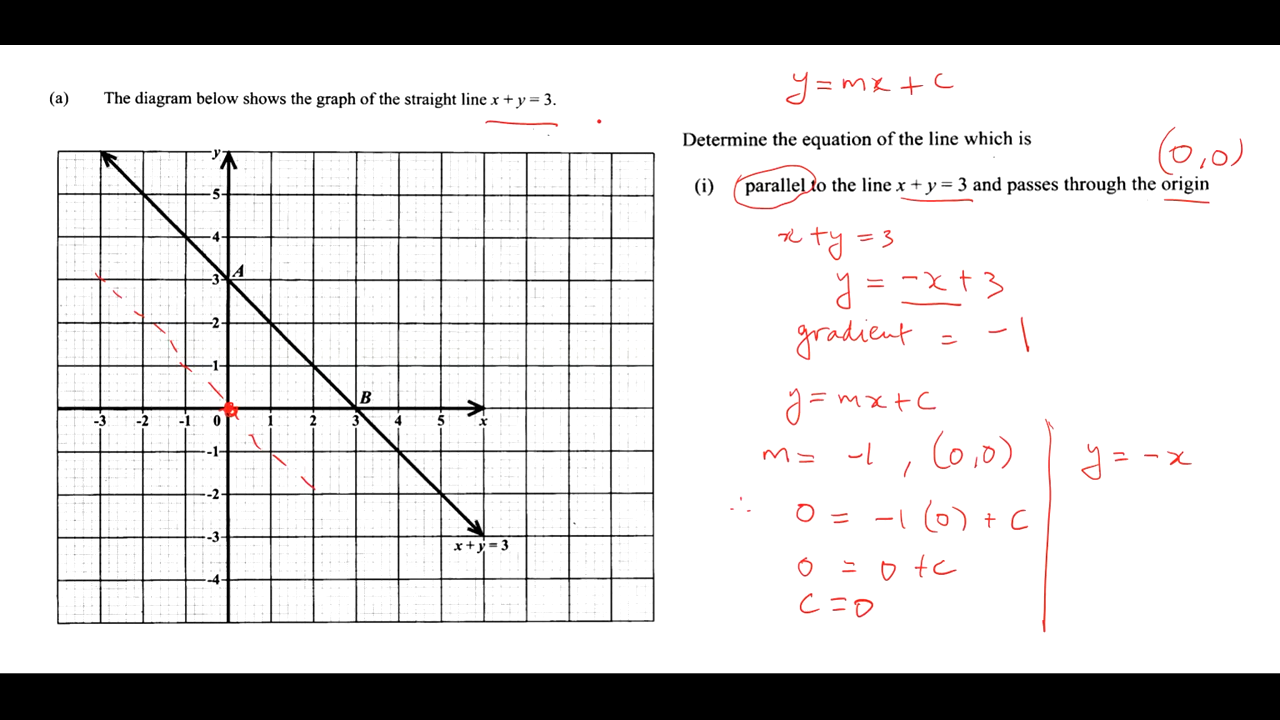 (a) The diagram below shows the graph of the straight line x + y = 3.
y
5
4
3 A
2
1
B
-3 -2 -1 0 1 2 3 4 5 x
-1
-2
-3
x + y = 3
-4
y = mx + c
Determine the equation of the line which is
(0,0)
(i) parallel to the line x + y = 3 and passes through the origin
x + y = 3
y = -x + 3
gradient = -1
y = mx + c
m = -1 , (0,0)
∴ 0 = -1 (0) + c
0 = 0 + c
c = 0
y = -x